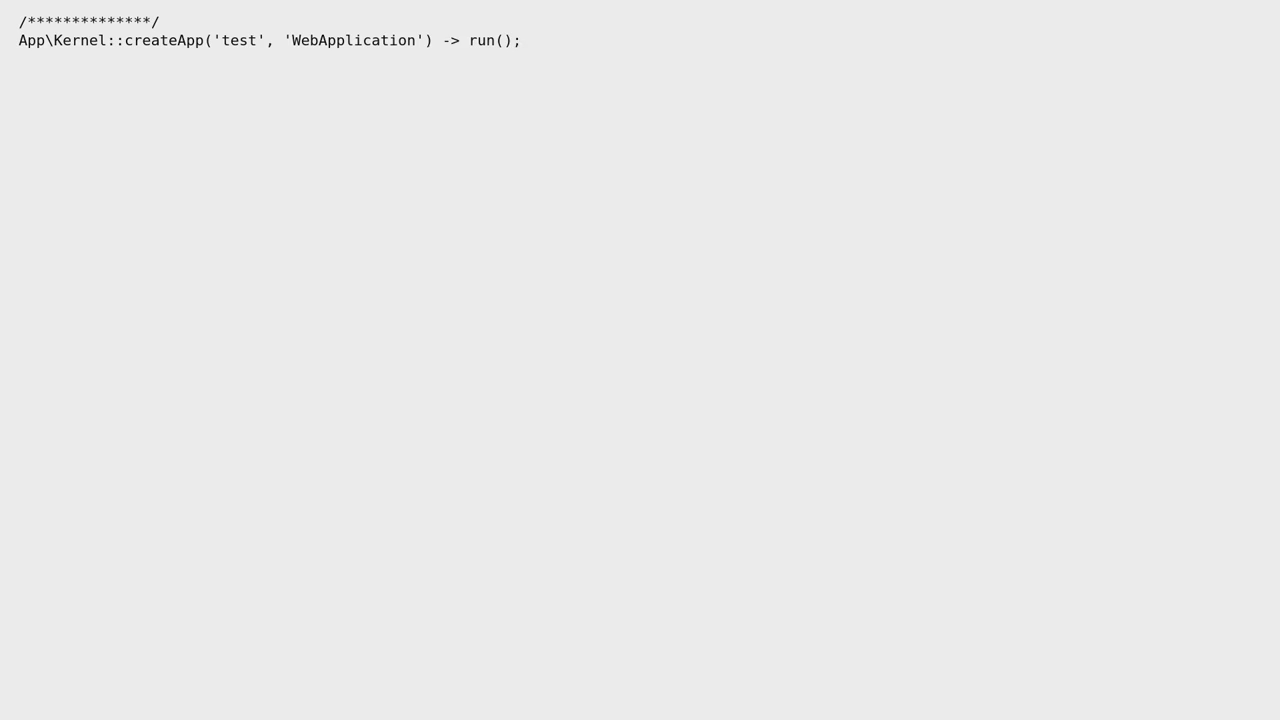 /**************/
App\Kernel::createApp('test', 'WebApplication') -> run();